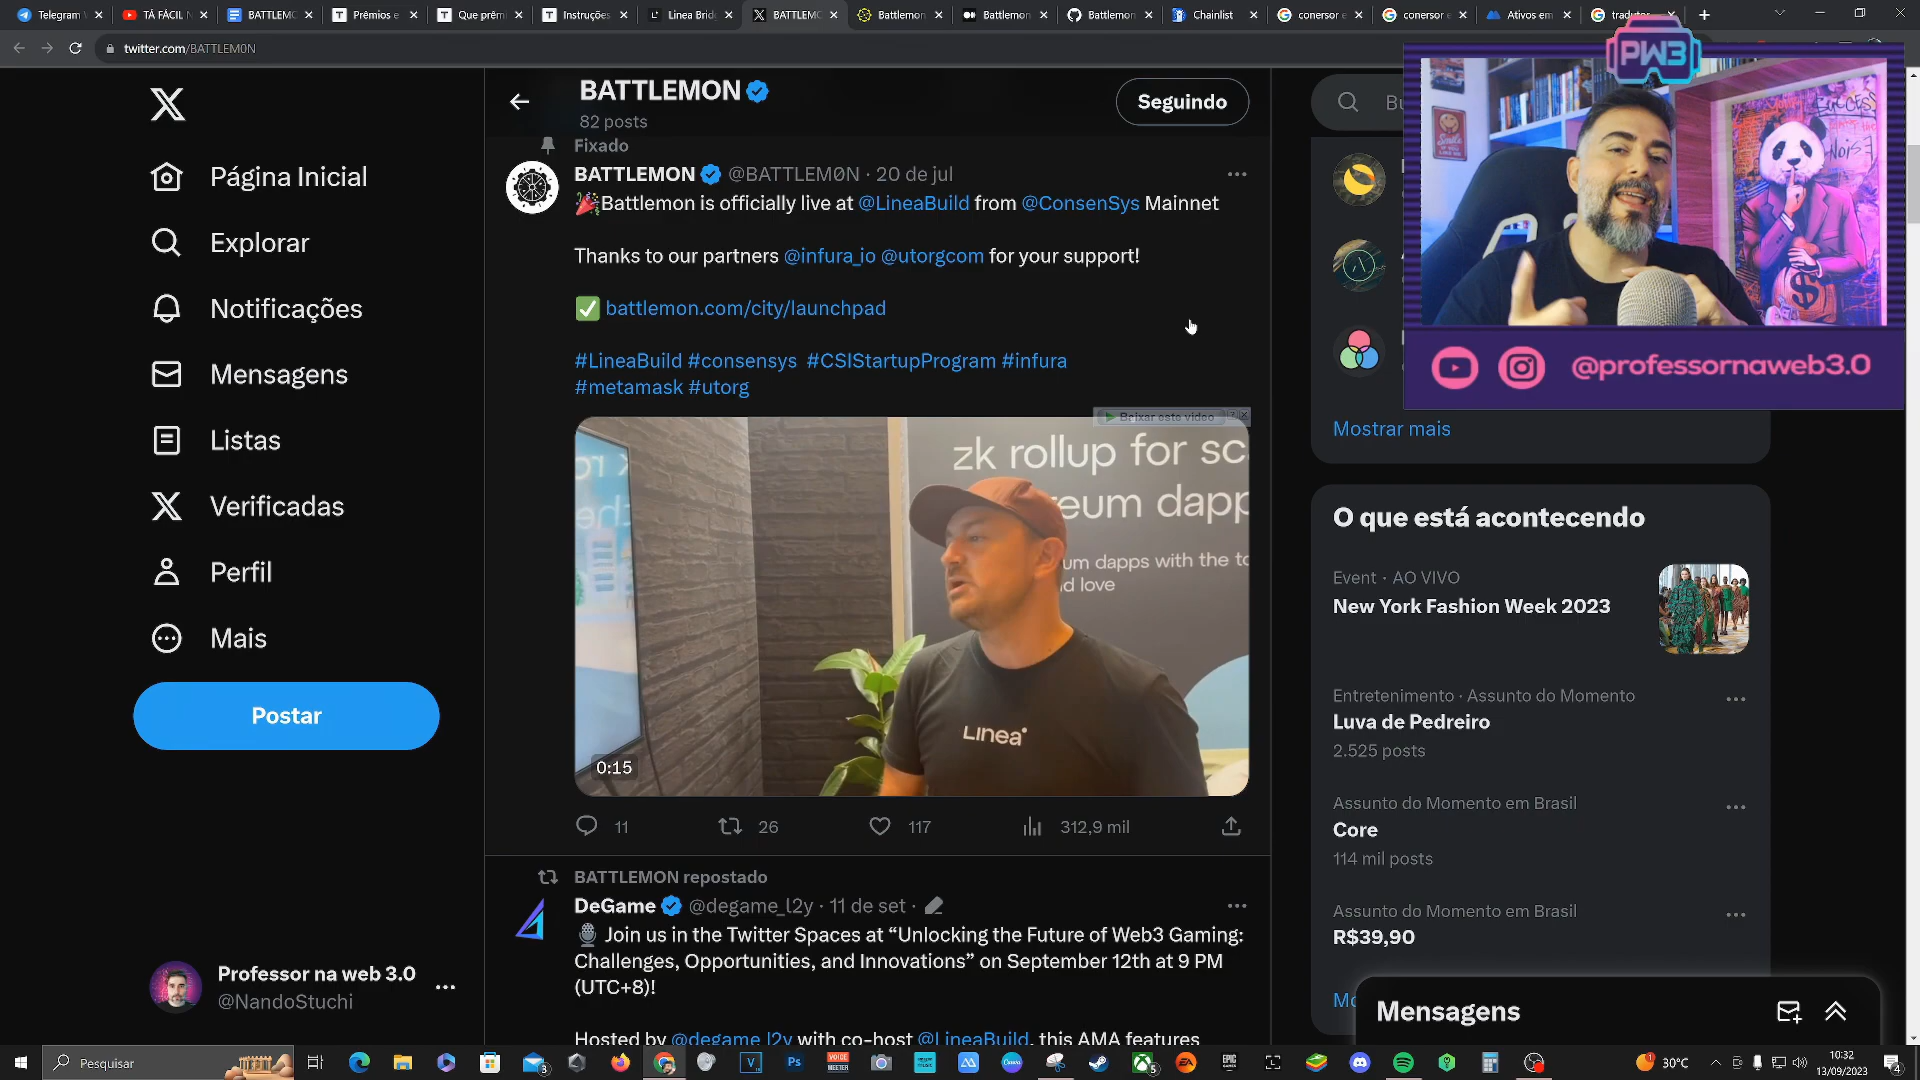 Telegram W
TÁ FÁCIL N
BATTLEMO
Prêmios e
Que prêm
Instruções
Linea Brid
BATTLEMO
Battlemon
Battlemon
Battlemon
Chainlist
conersor e
conersor e
Ativos em
tradutor
twitter.com/BATTLEM0N
PW3
Página Inicial
Explorar
Notificações
Mensagens
Listas
Verificadas
Perfil
Mais
Postar
Professor na web 3.0
@NandoStuchi
BATTLEMON
82 posts
Seguindo
Fixado
BATTLEMON @BATTLEM0N · 20 de jul
Battlemon is officially live at @LineaBuild from @ConsenSys Mainnet
Thanks to our partners @infura_io @utorgcom for your support!
battlemon.com/city/launchpad
#LineaBuild #consensys #CSIStartupProgram #infura
#metamask #utorg
Baixar este vídeo
zk rollup for sc
reum dapp
um dapps with the to
d love
Linea
0:15
11
26
117
312,9 mil
BATTLEMON repostado
DeGame @degame_l2y · 11 de set ·
Join us in the Twitter Spaces at “Unlocking the Future of Web3 Gaming:
Challenges, Opportunities, and Innovations” on September 12th at 9 PM
(UTC+8)!
Hosted by @degame_l2y with co-host @LineaBuild, this AMA features
@professornaweb3.0
Mostrar mais
O que está acontecendo
Event · AO VIVO
New York Fashion Week 2023
Entretenimento · Assunto do Momento
Luva de Pedreiro
2.525 posts
Assunto do Momento em Brasil
Core
114 mil posts
Assunto do Momento em Brasil
R$39,90
Mo
Mensagens
Pesquisar
30°C
10:32
13/09/2023